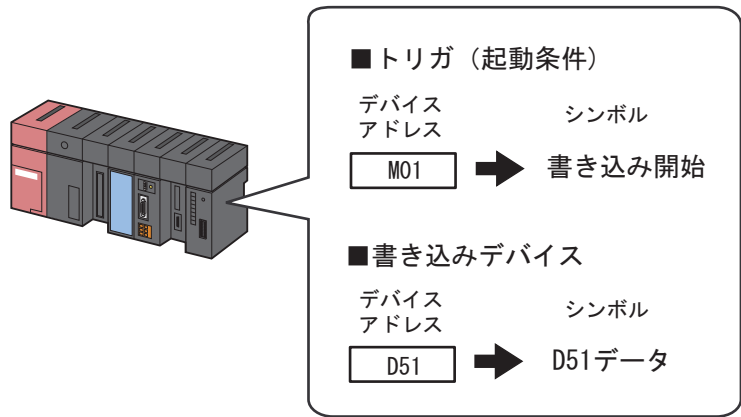 ■トリガ（起動条件）
デバイス
アドレス
シンボル
M01
書き込み開始
■書き込みデバイス
デバイス
アドレス
シンボル
D51
D51データ